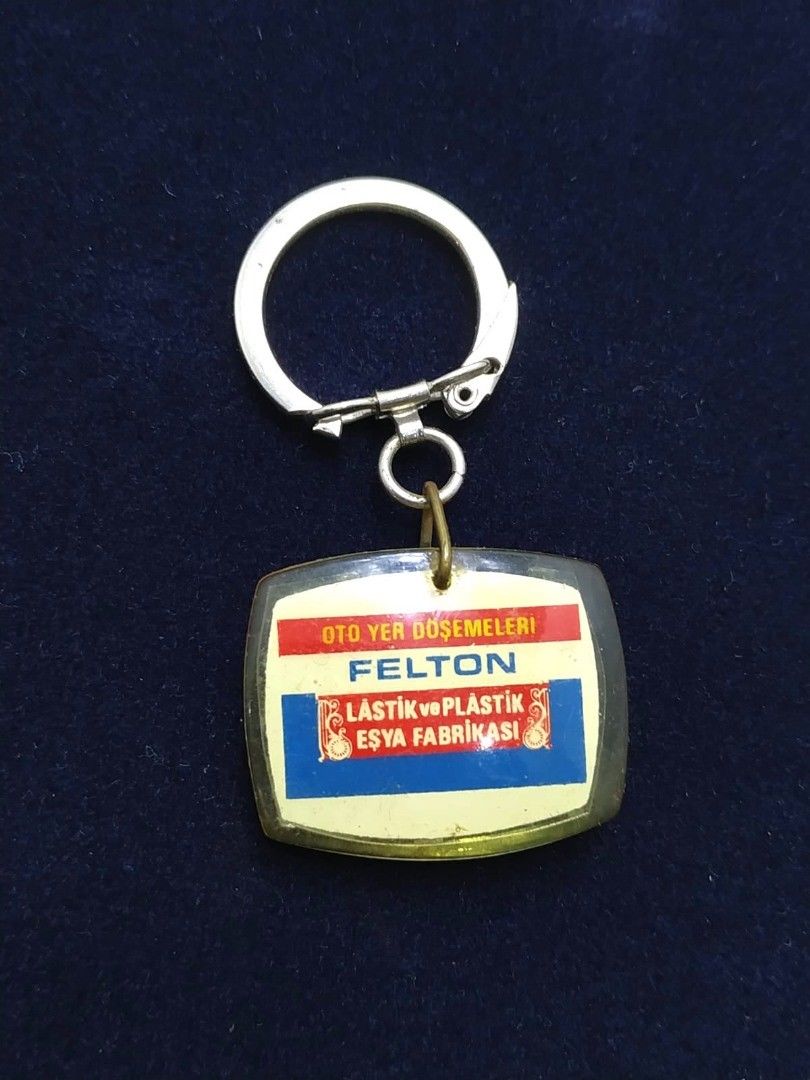 OTO YER DÖŞEMELERİ
FELTON
LÂSTİK ve PLÂSTİK
EŞYA FABRİKASI